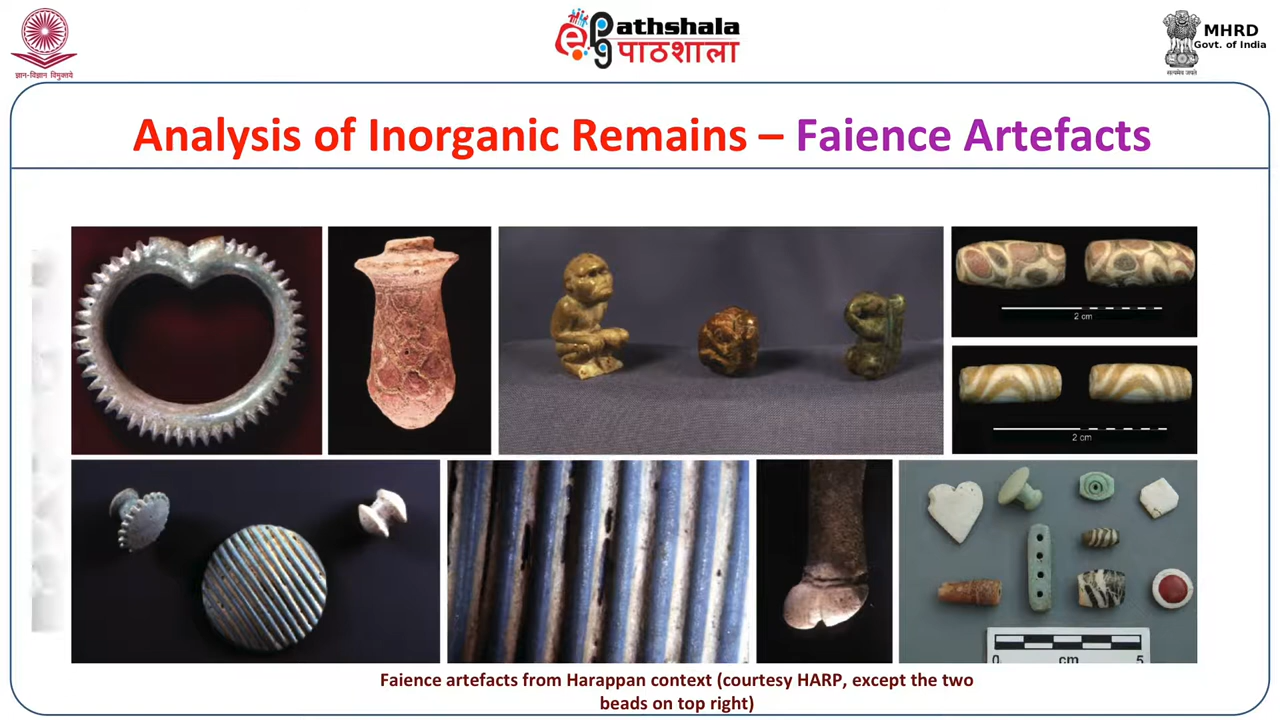 ज्ञान-विज्ञान विमुक्तये
ePathshala
पाठशाला
MHRD
Govt. of India
सत्यमेव जयते
Analysis of Inorganic Remains – Faience Artefacts
2 cm
2 cm
0 cm 5
Faience artefacts from Harappan context (courtesy HARP, except the two
beads on top right)